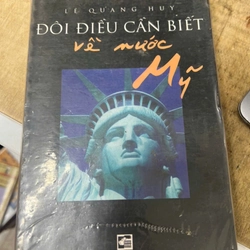 LÊ QUANG HUY
ĐÔI ĐIỀU CẦN BIẾT
về nước
Mỹ